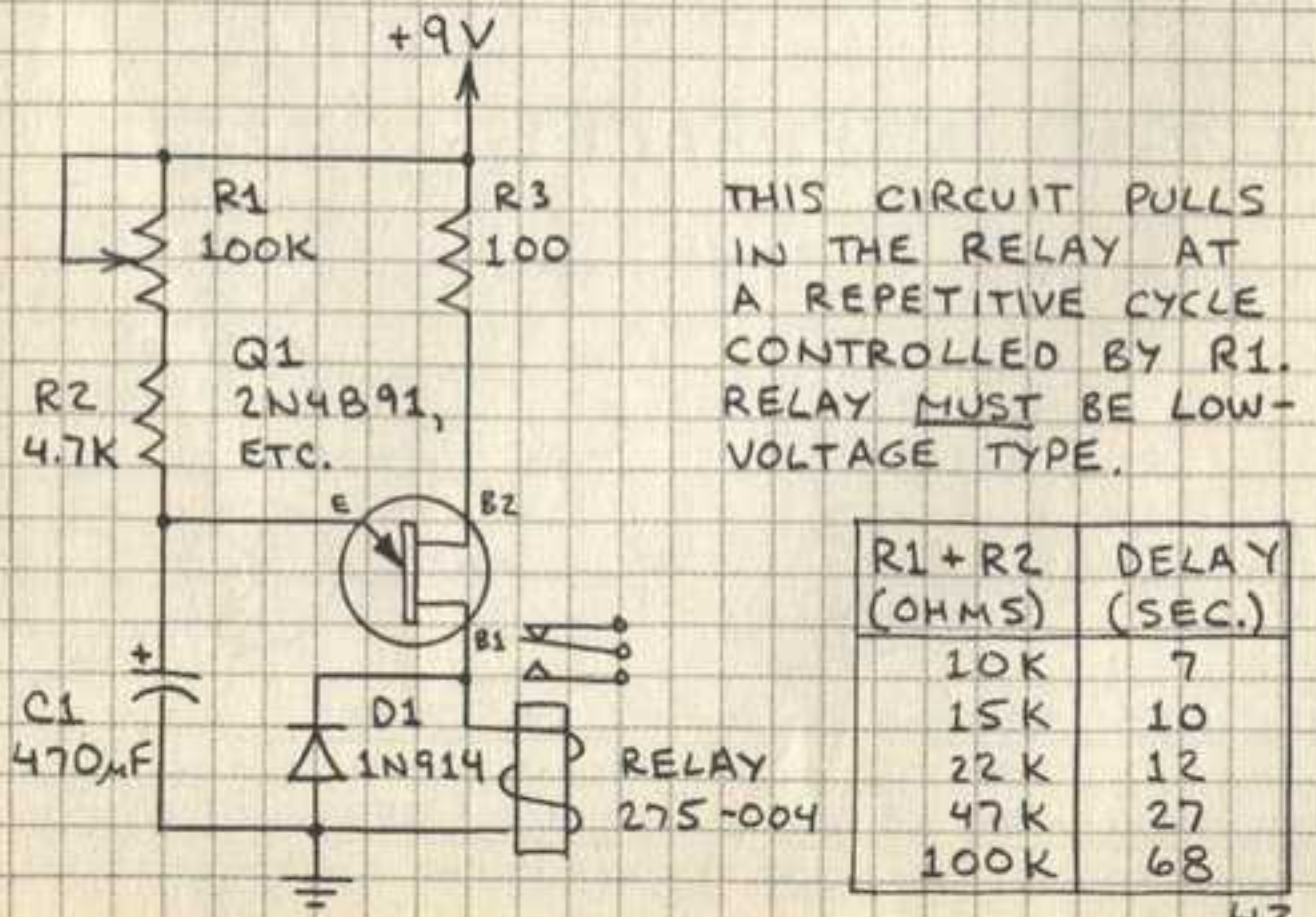 +9V
R1
100K
R3
100
THIS CIRCUIT PULLS
IN THE RELAY AT
A REPETITIVE CYCLE
CONTROLLED BY R1.
RELAY MUST BE LOW-
VOLTAGE TYPE.
R2
4.7K
Q1
2N4891,
ETC.
E
B2
B1
+
C1
470µF
D1
1N914
RELAY
275-004
R1 + R2 DELAY
(OHMS) (SEC.)
10K 7
15K 10
22K 12
47K 27
100K 68